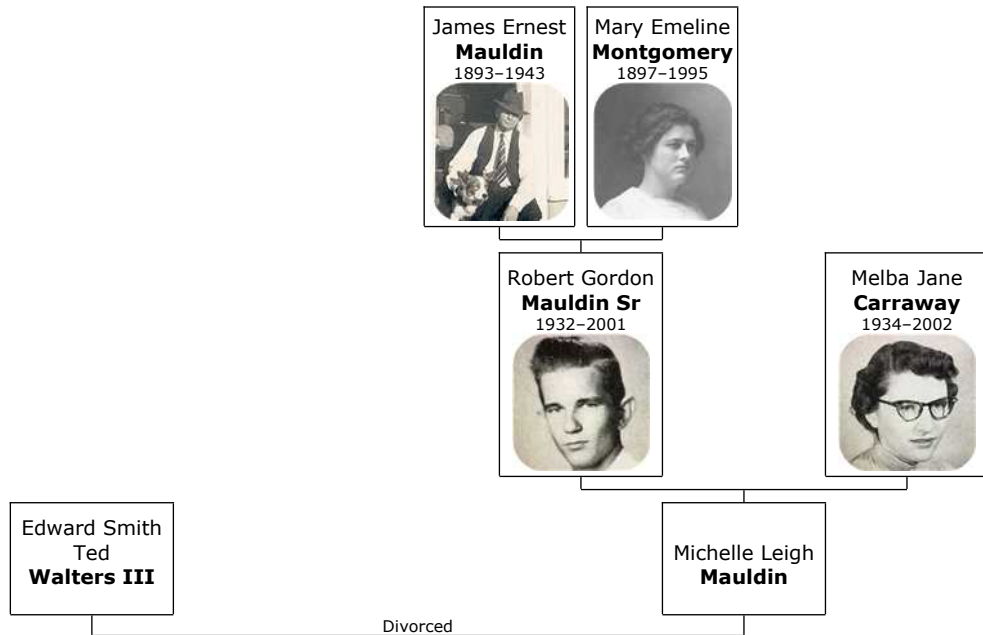 James Ernest
Mauldin
1893–1943
Mary Emeline
Montgomery
1897–1995
Robert Gordon
Mauldin Sr
1932–2001
Melba Jane
Carraway
1934–2002
Edward Smith
Ted
Walters III
Michelle Leigh
Mauldin
Divorced